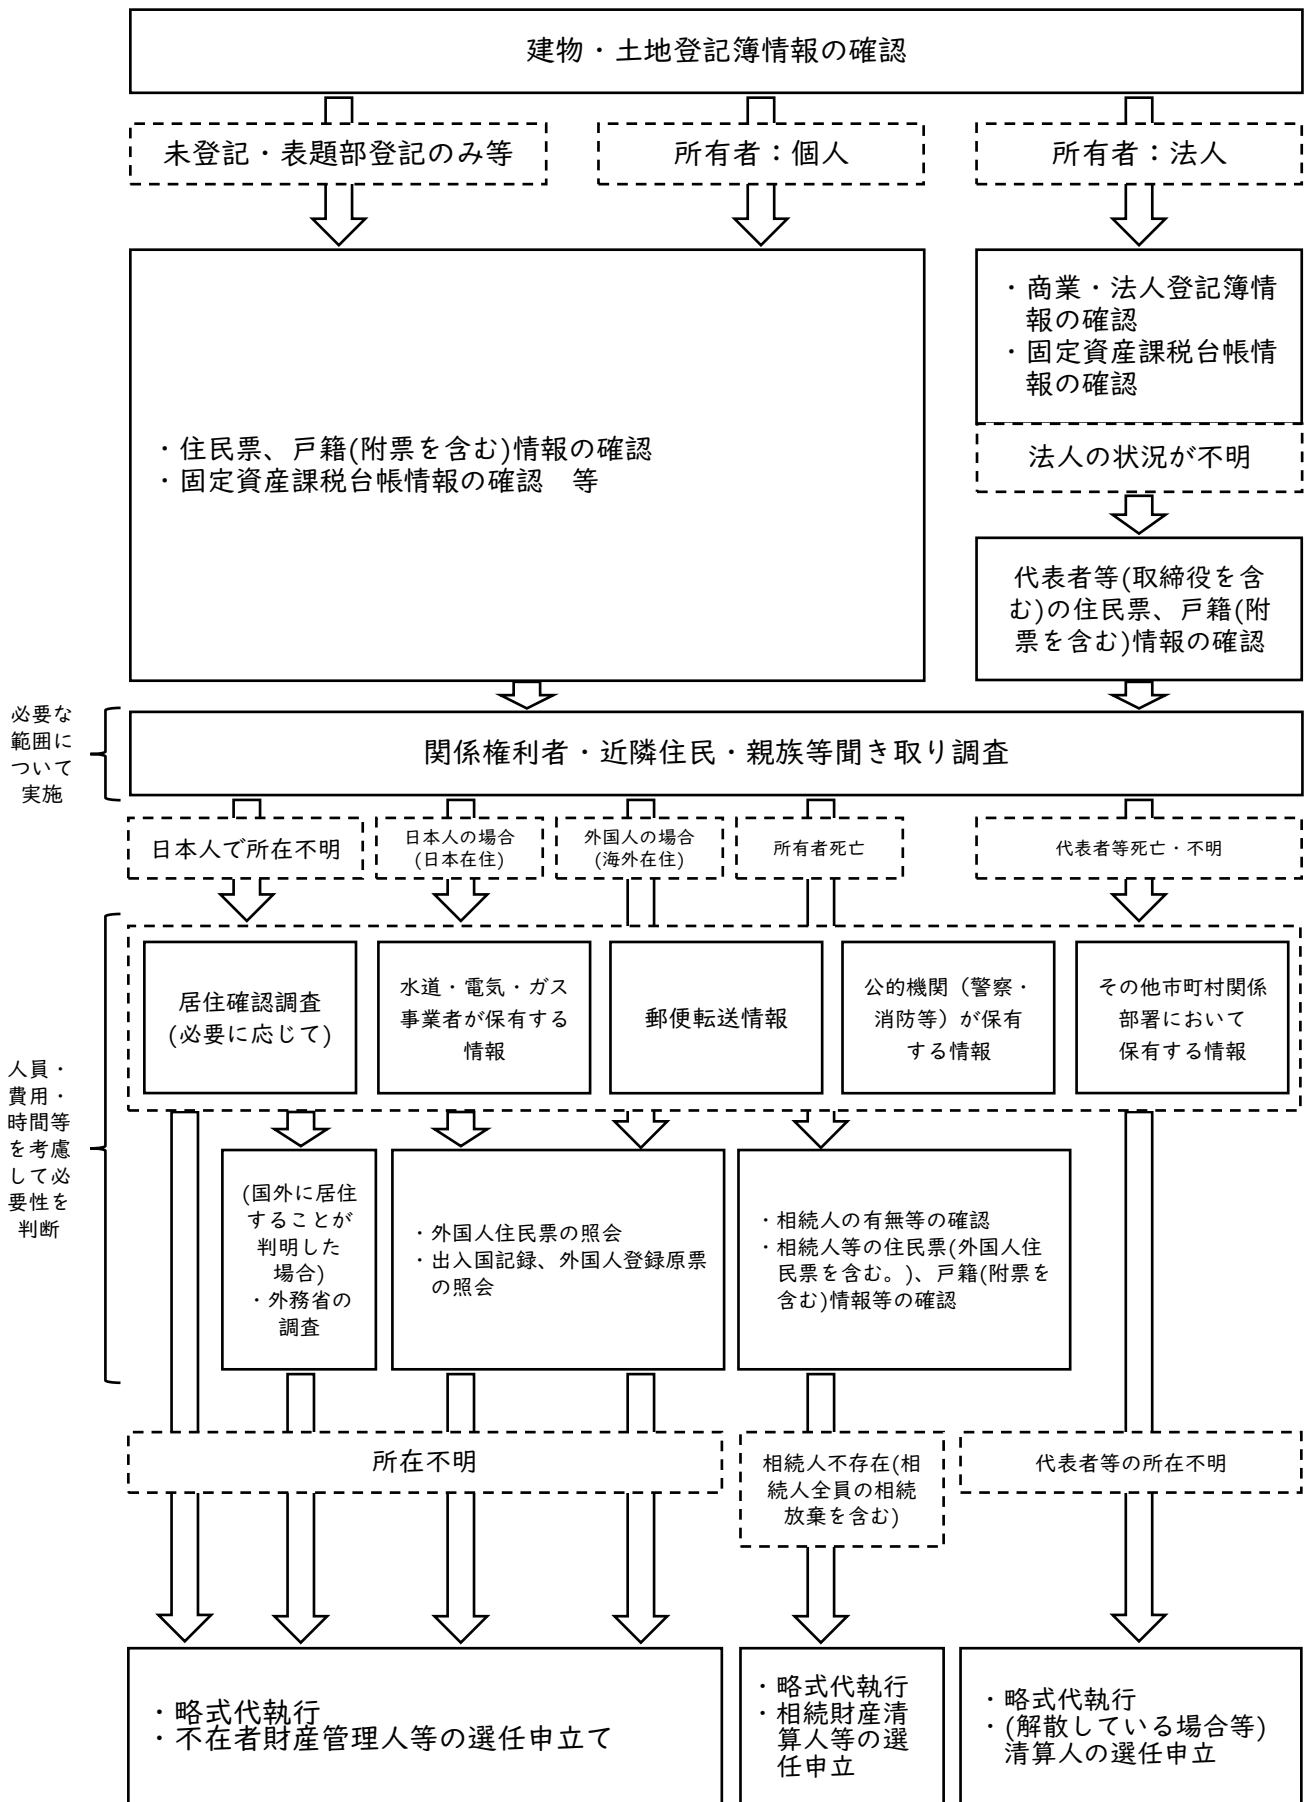 建物・土地登記簿情報の確認
未登記・表題部登記のみ等
所有者：個人
所有者：法人
・住民票、戸籍(附票を含む)情報の確認
・固定資産課税台帳情報の確認　等
・商業・法人登記簿情
報の確認
・固定資産課税台帳情
報の確認
法人の状況が不明
代表者等(取締役を含
む)の住民票、戸籍(附
票を含む)情報の確認
必要な
範囲に
ついて
実施
関係権利者・近隣住民・親族等聞き取り調査
日本人で所在不明
日本人の場合
(日本在住)
外国人の場合
(海外在住)
所有者死亡
代表者等死亡・不明
人員・
費用・
時間等
を考慮
して必
要性を
判断
居住確認調査
(必要に応じて)
水道・電気・ガス
事業者が保有する
情報
郵便転送情報
公的機関（警察・
消防等）が保有
する情報
その他市町村関係
部署において
保有する情報
(国外に居住
することが
判明した
場合)
・外務省の
調査
・外国人住民票の照会
・出入国記録、外国人登録原票
の照会
・相続人の有無等の確認
・相続人等の住民票(外国人住
民票を含む。)、戸籍(附票を
含む)情報等の確認
所在不明
相続人不存在(相
続人全員の相続
放棄を含む)
代表者等の所在不明
・略式代執行
・不在者財産管理人等の選任申立て
・略式代執行
・相続財産清
算人等の選
任申立
・略式代執行
・(解散している場合等)
清算人の選任申立